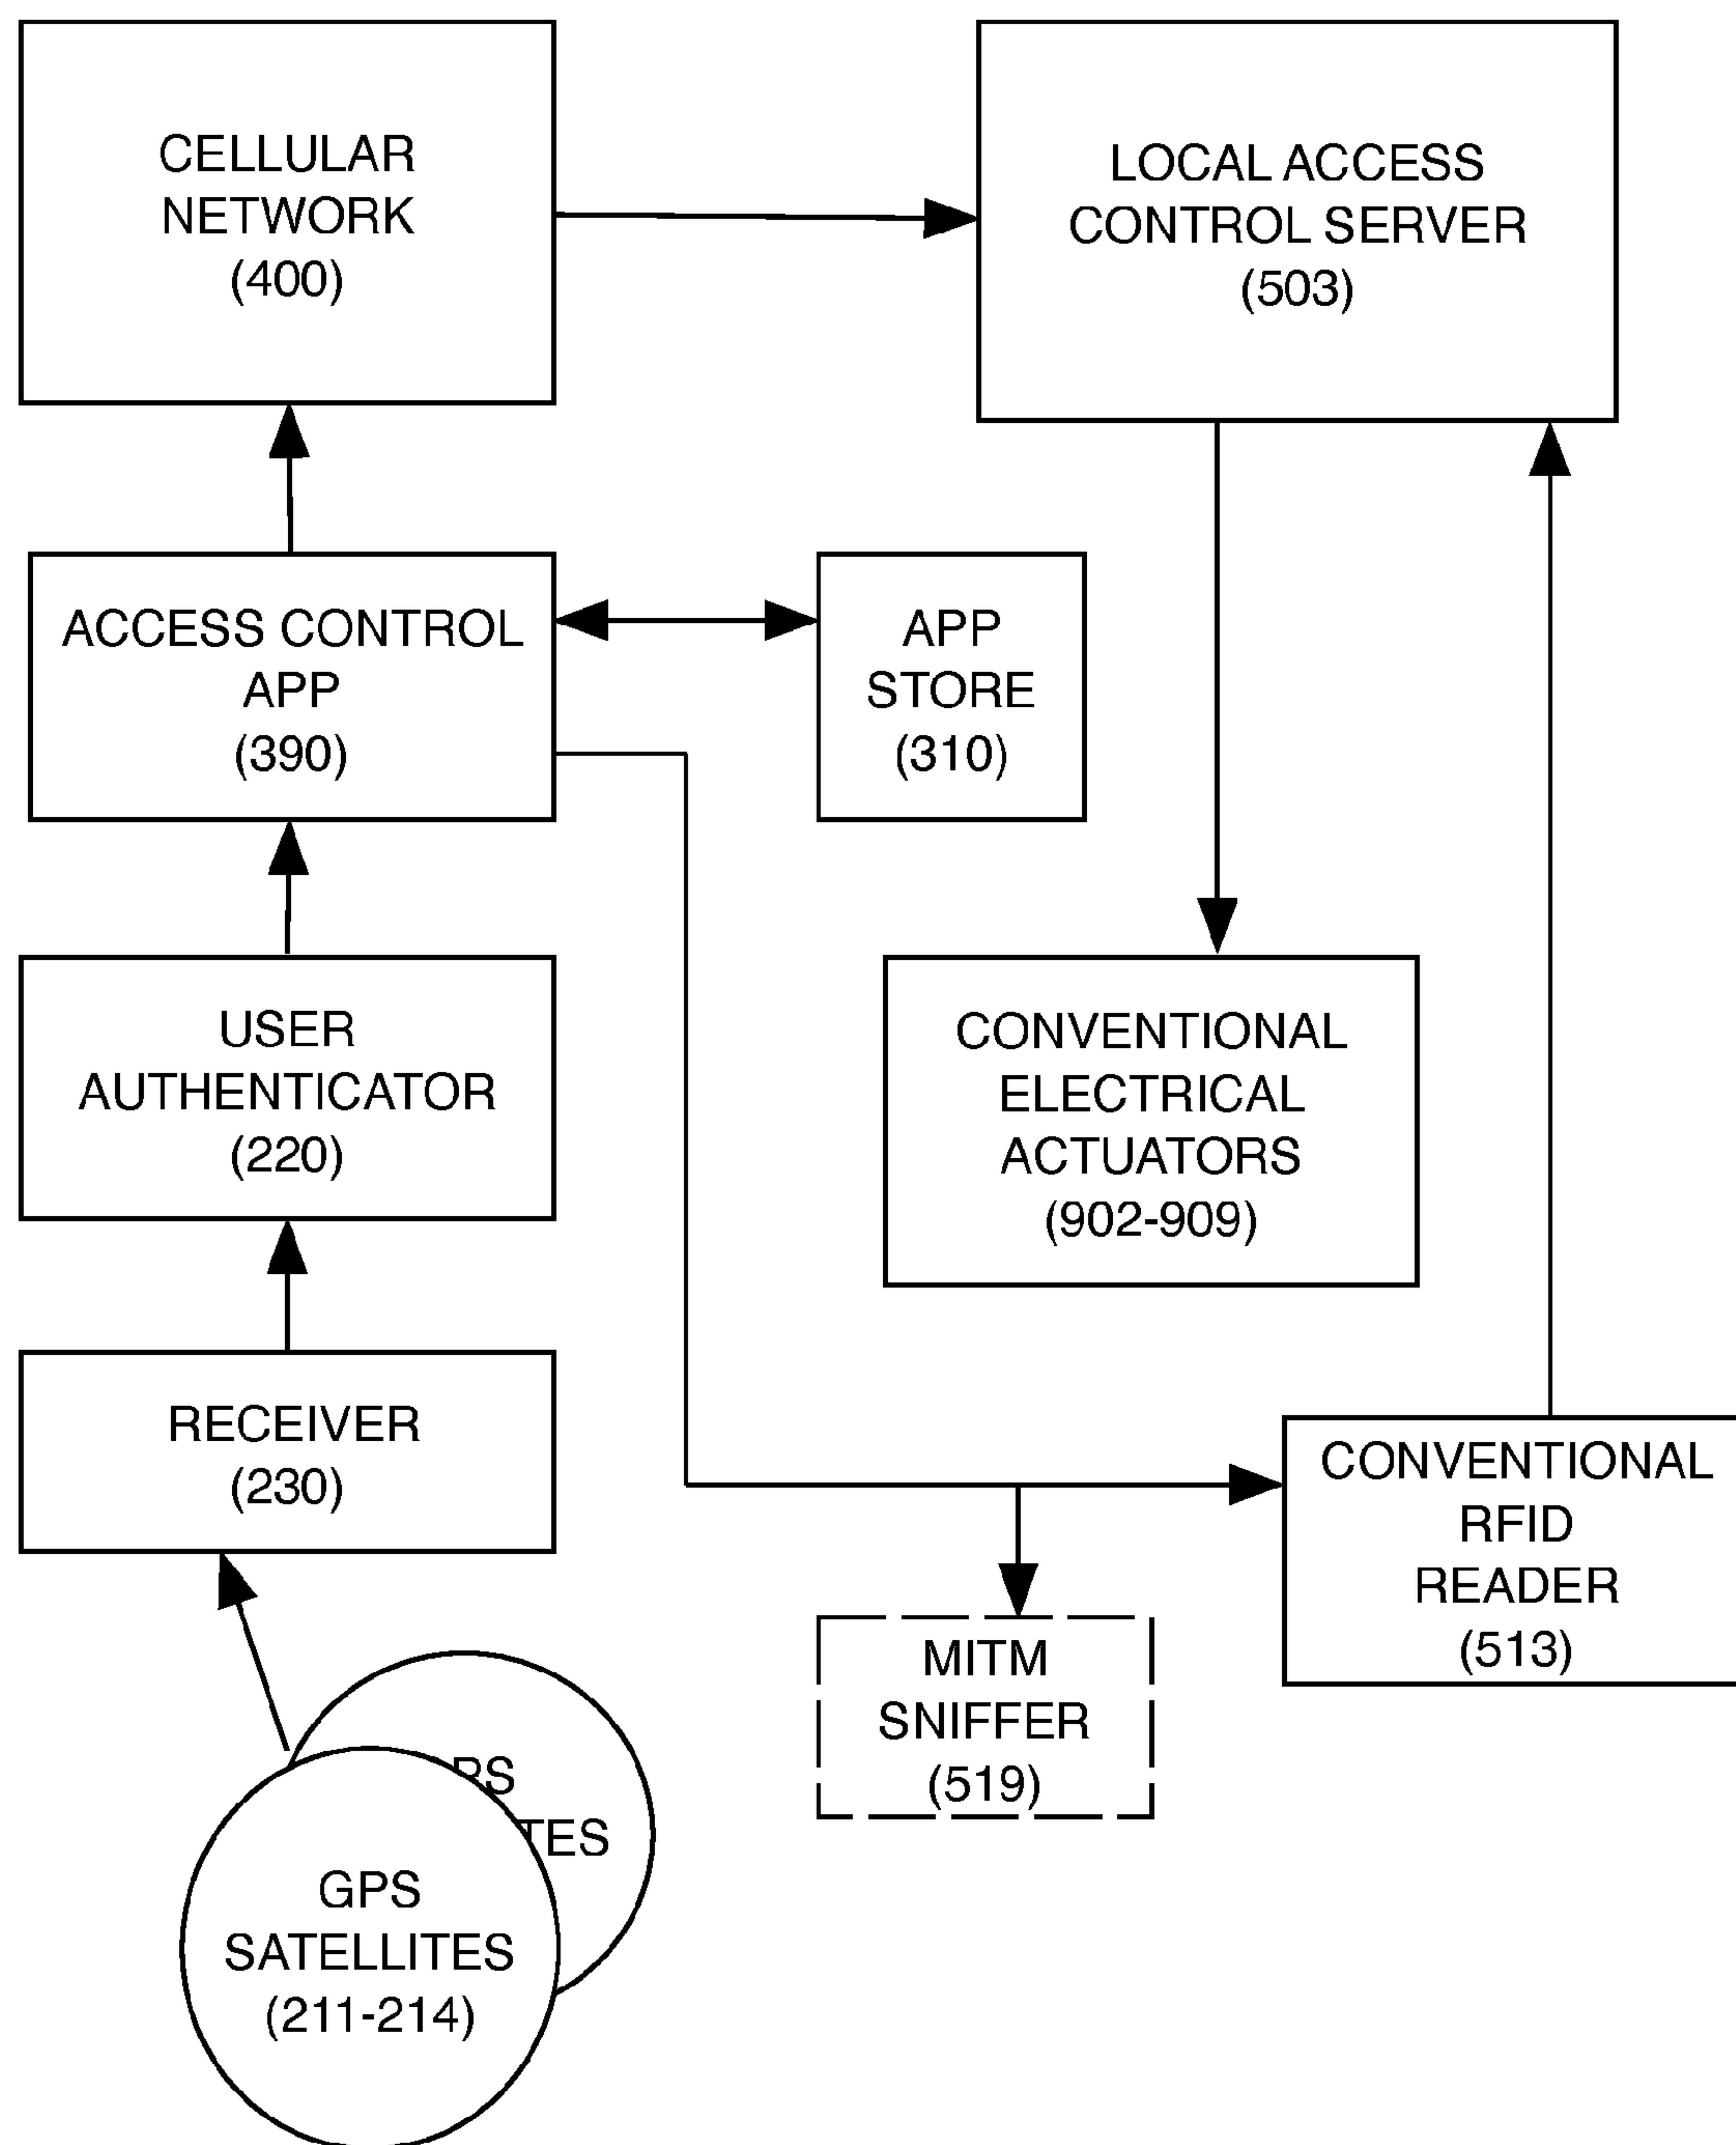 CELLULAR
NETWORK
(400)
LOCAL ACCESS
CONTROL SERVER
(503)
ACCESS CONTROL
APP
(390)
APP
STORE
(310)
USER
AUTHENTICATOR
(220)
CONVENTIONAL
ELECTRICAL
ACTUATORS
(902-909)
RECEIVER
(230)
CONVENTIONAL
RFID
READER
(513)
MITM
SNIFFER
(519)
GPS
SATELLITES
(211-214)